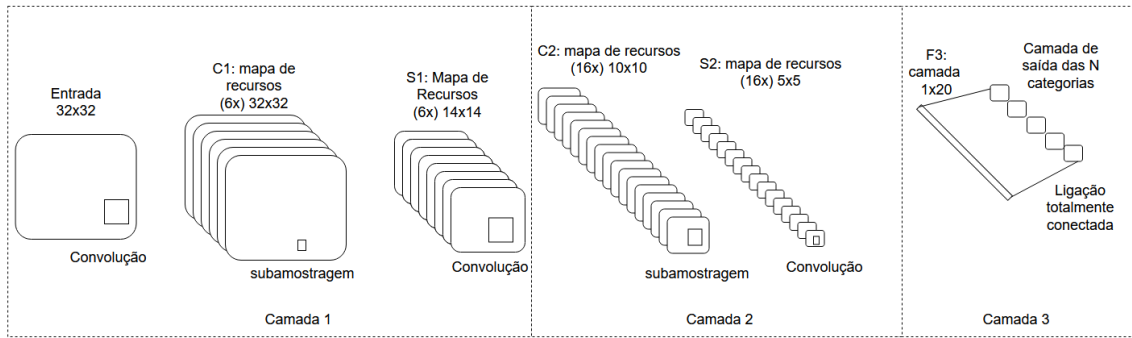 Entrada
32x32
Convolução
C1: mapa de
recursos
(6x) 32x32
subamostragem
S1: Mapa de
Recursos
(6x) 14x14
Convolução
Camada 1
C2: mapa de recursos
(16x) 10x10
subamostragem
S2: mapa de recursos
(16x) 5x5
Convolução
Camada 2
F3:
camada
1x20
Camada de
saída das N
categorias
Ligação
totalmente
conectada
Camada 3